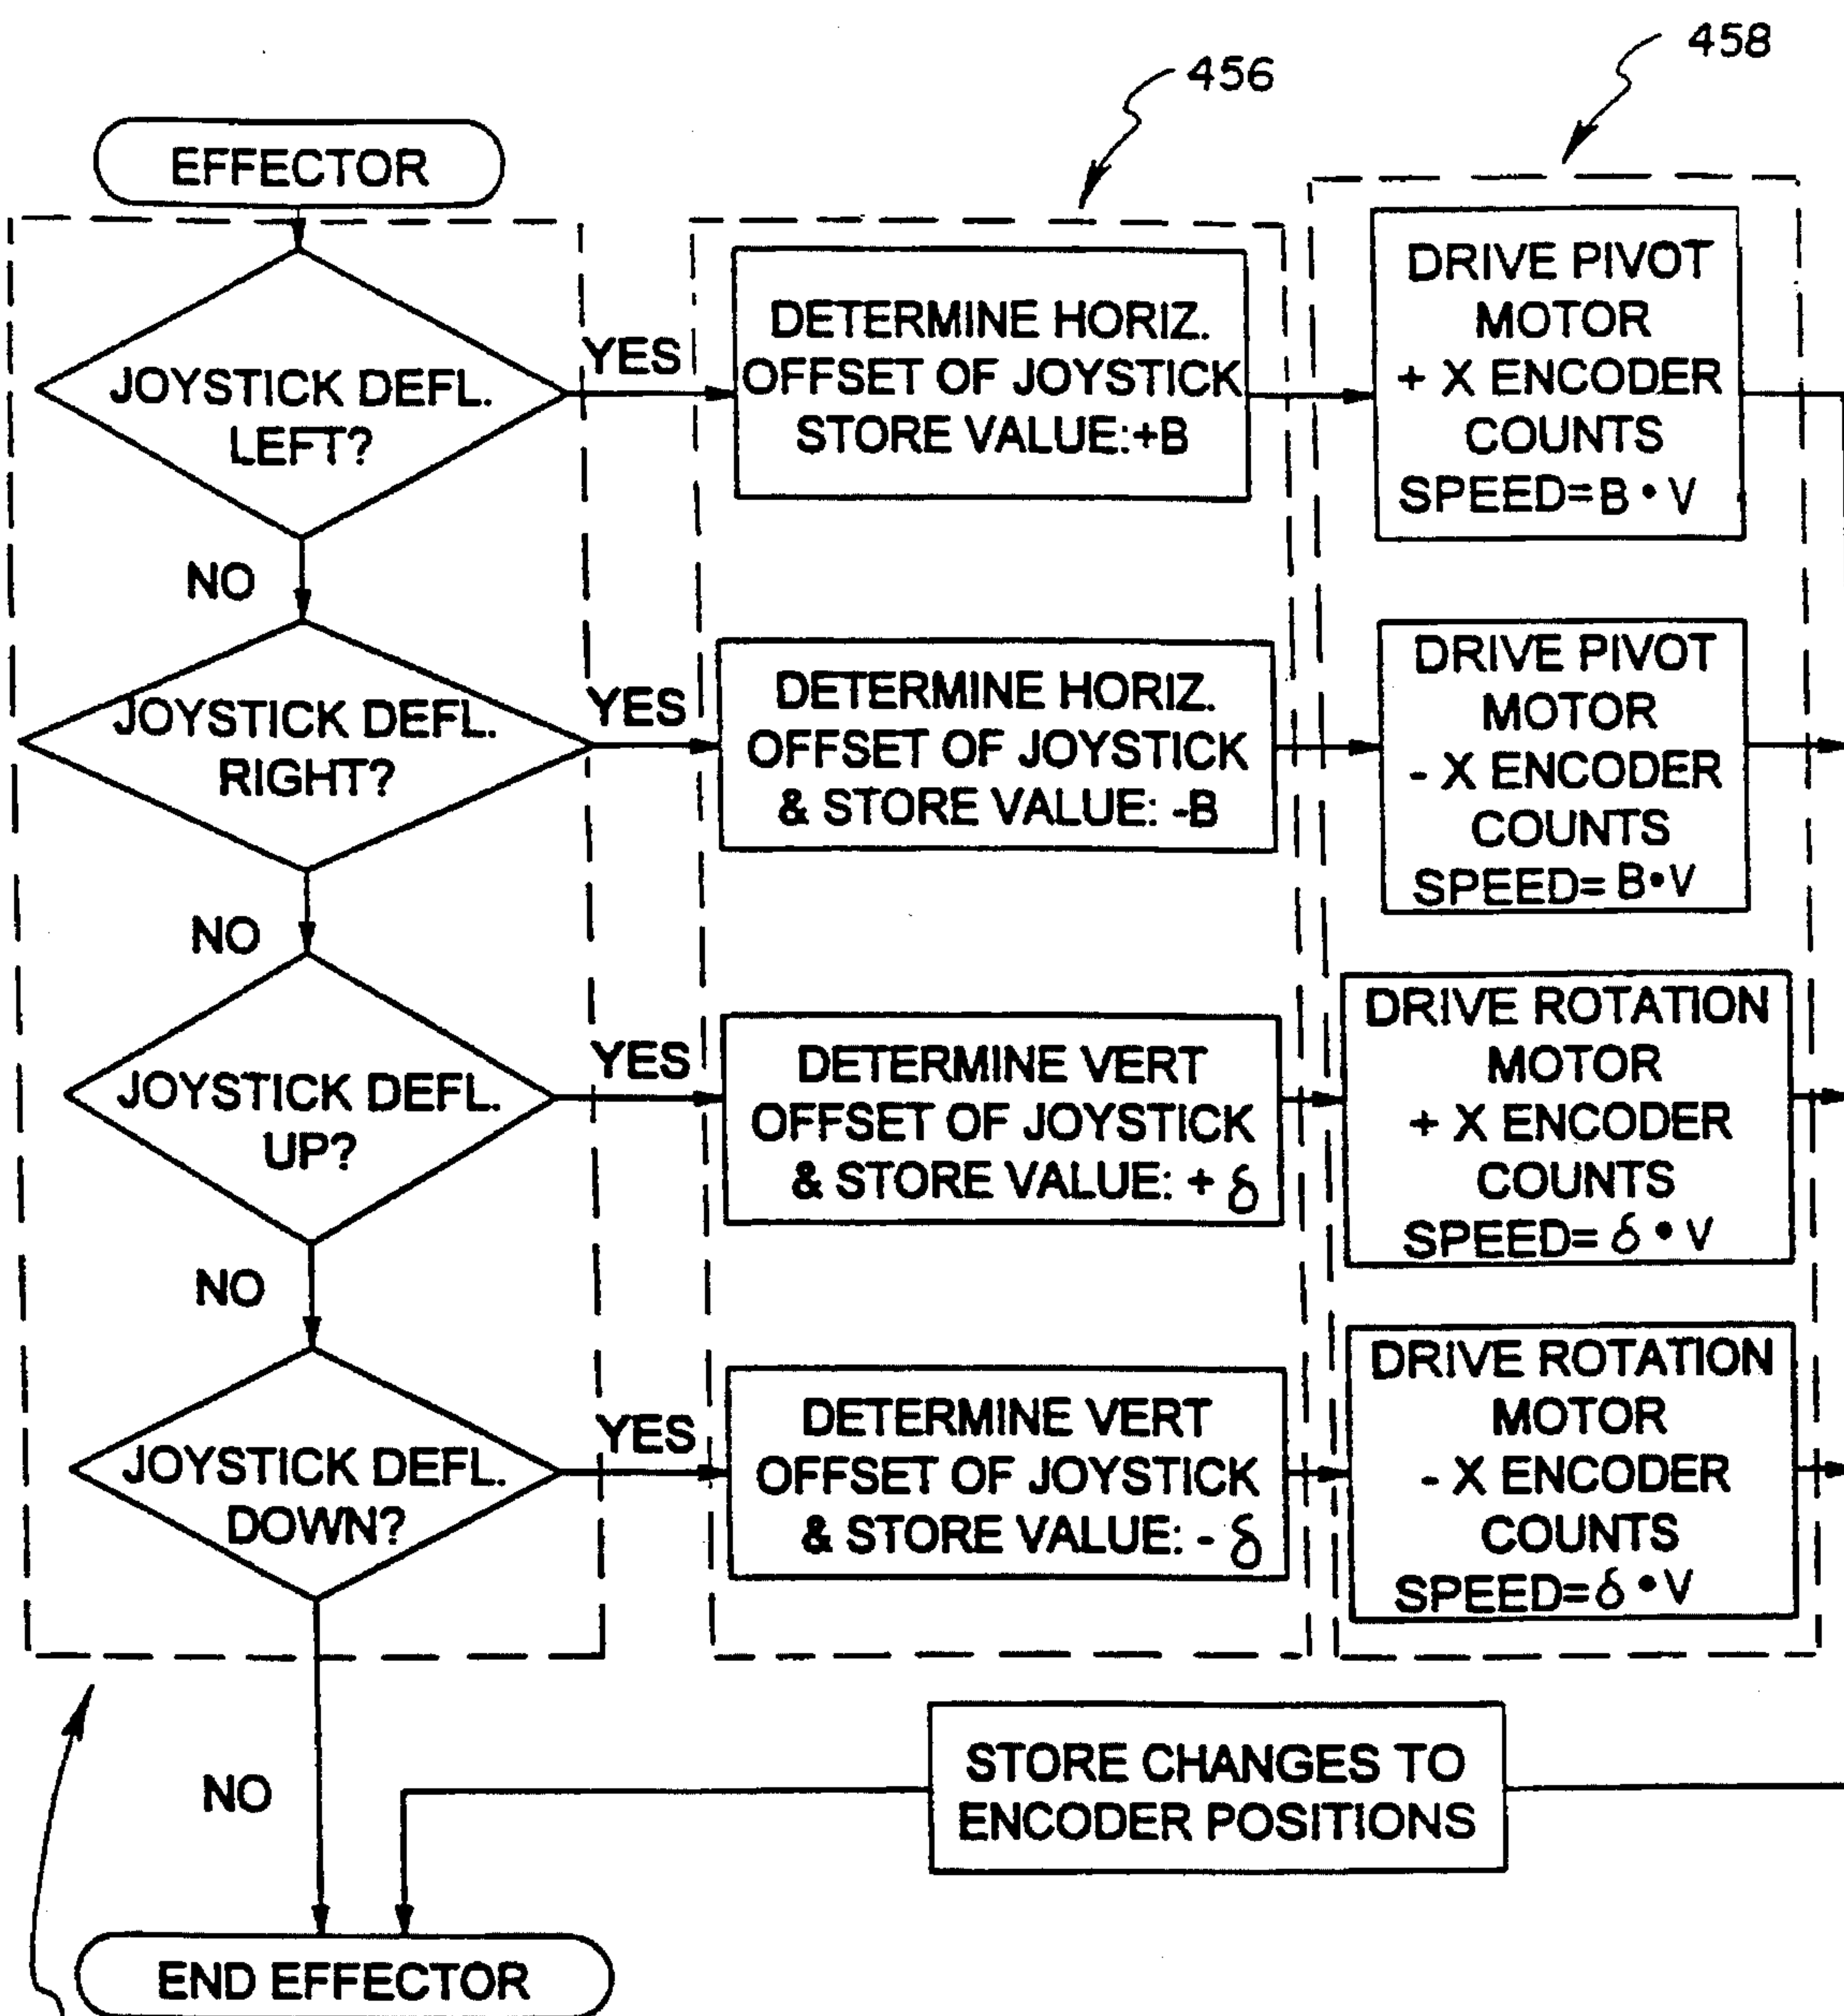 458
456
EFFECTOR
JOYSTICK DEFL.
LEFT?
YES
DETERMINE HORIZ.
OFFSET OF JOYSTICK
STORE VALUE:+B
DRIVE PIVOT
MOTOR
+ X ENCODER
COUNTS
SPEED=B • V
NO
JOYSTICK DEFL.
RIGHT?
YES
DETERMINE HORIZ.
OFFSET OF JOYSTICK
& STORE VALUE: -B
DRIVE PIVOT
MOTOR
- X ENCODER
COUNTS
SPEED= B•V
NO
JOYSTICK DEFL.
UP?
YES
DETERMINE VERT
OFFSET OF JOYSTICK
& STORE VALUE: + δ
DRIVE ROTATION
MOTOR
+ X ENCODER
COUNTS
SPEED= δ • V
NO
JOYSTICK DEFL.
DOWN?
YES
DETERMINE VERT
OFFSET OF JOYSTICK
& STORE VALUE: - δ
DRIVE ROTATION
MOTOR
- X ENCODER
COUNTS
SPEED=δ • V
NO
STORE CHANGES TO
ENCODER POSITIONS
END EFFECTOR